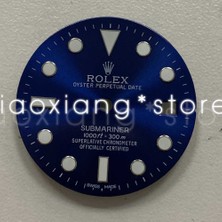 ROLEX
OYSTER PERPETUAL DATE
iaoxiang*store
SUBMARINER
1000ft = 300m
SUPERLATIVE CHRONOMETER
OFFICIALLY CERTIFIED